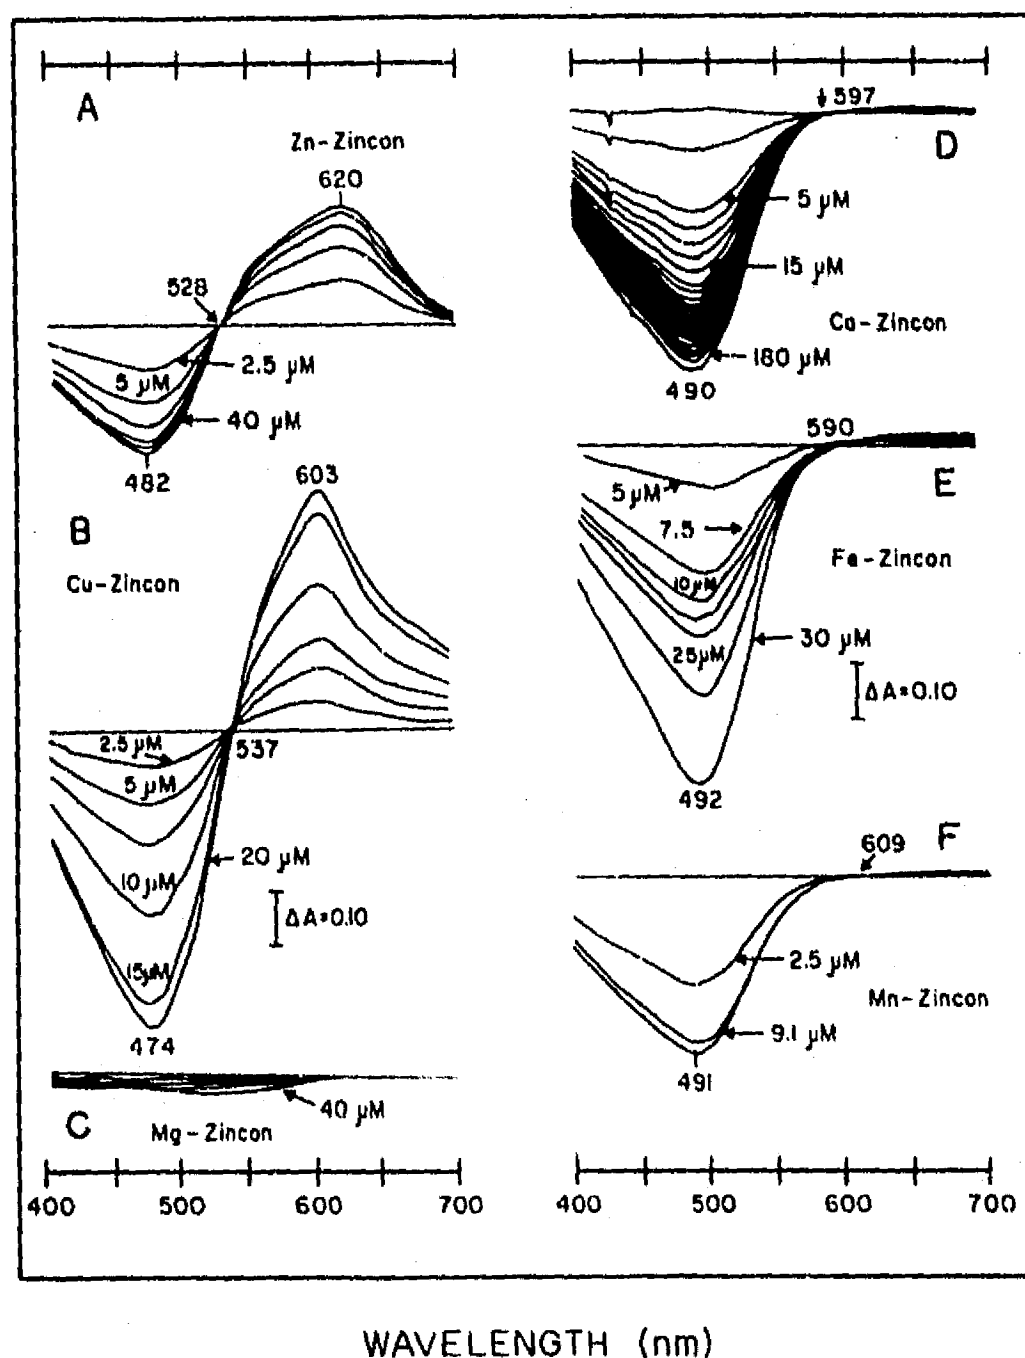 A
Zn-Zincon
620
528
2.5 µM
5 µM
40 µM
482
B
Cu-Zincon
603
2.5 µM
537
5 µM
20 µM
10 µM
ΔA=0.10
15µM
474
C
40 µM
Mg-Zincon
400 500 600 700
597
D
5 µM
15 µM
Ca-Zincon
180 µM
490
590
E
5 µM
7.5
Fe-Zincon
10µM
30 µM
25µM
ΔA=0.10
492
609
F
2.5 µM
Mn-Zincon
9.1 µM
491
400 500 600 700
WAVELENGTH (nm)